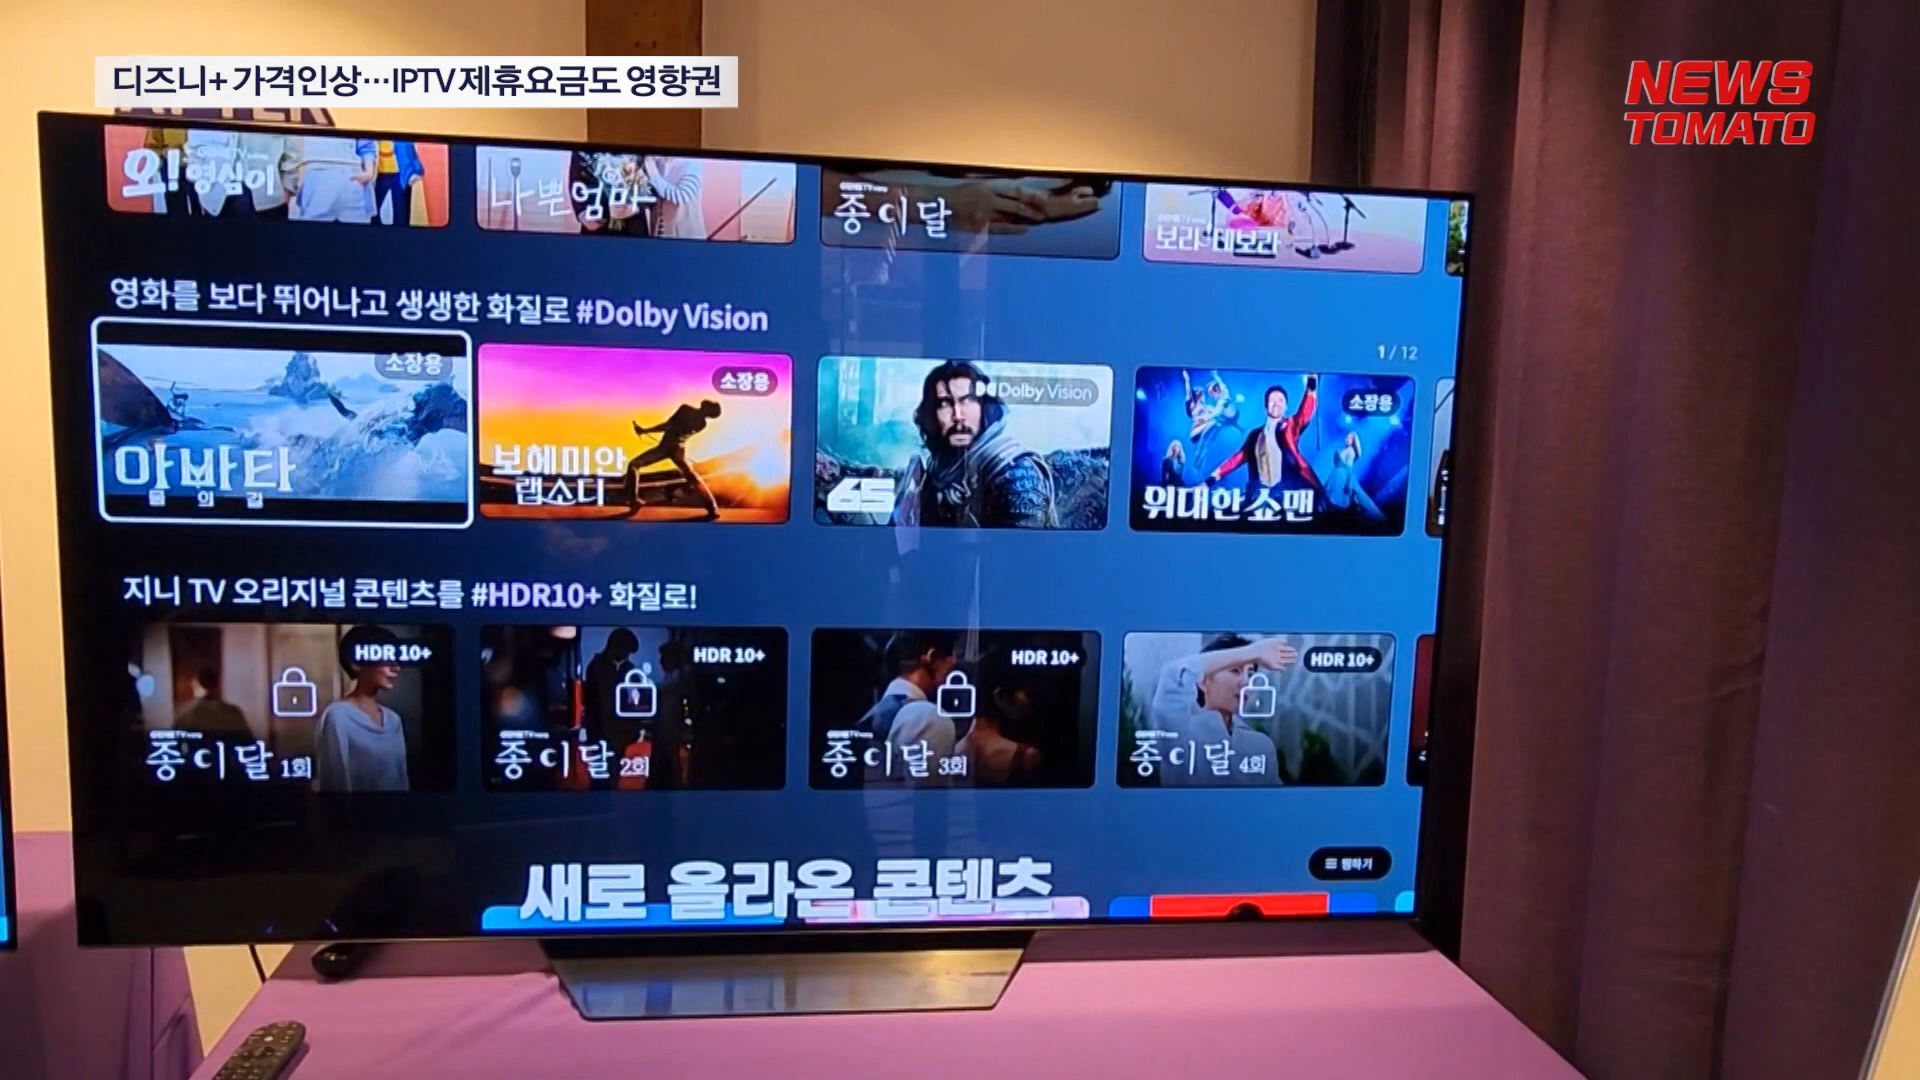 디즈니+ 가격인상…IPTV 제휴요금도 영향권
NEWS
TOMATO
오! 영심이
나쁜엄마
종이달
보라! 데보라
영화를 보다 뛰어나고 생생한 화질로 #Dolby Vision
1 / 12
소장용
아바타
물의 길
소장용
보헤미안
랩소디
Dolby Vision
65
소장용
위대한 쇼맨
지니 TV 오리지널 콘텐츠를 #HDR10+ 화질로!
종이달 1회
HDR 10+
종이달 2회
HDR 10+
종이달 3회
HDR 10+
종이달 4회
HDR 10+
찜하기
새로 올라온 콘텐츠